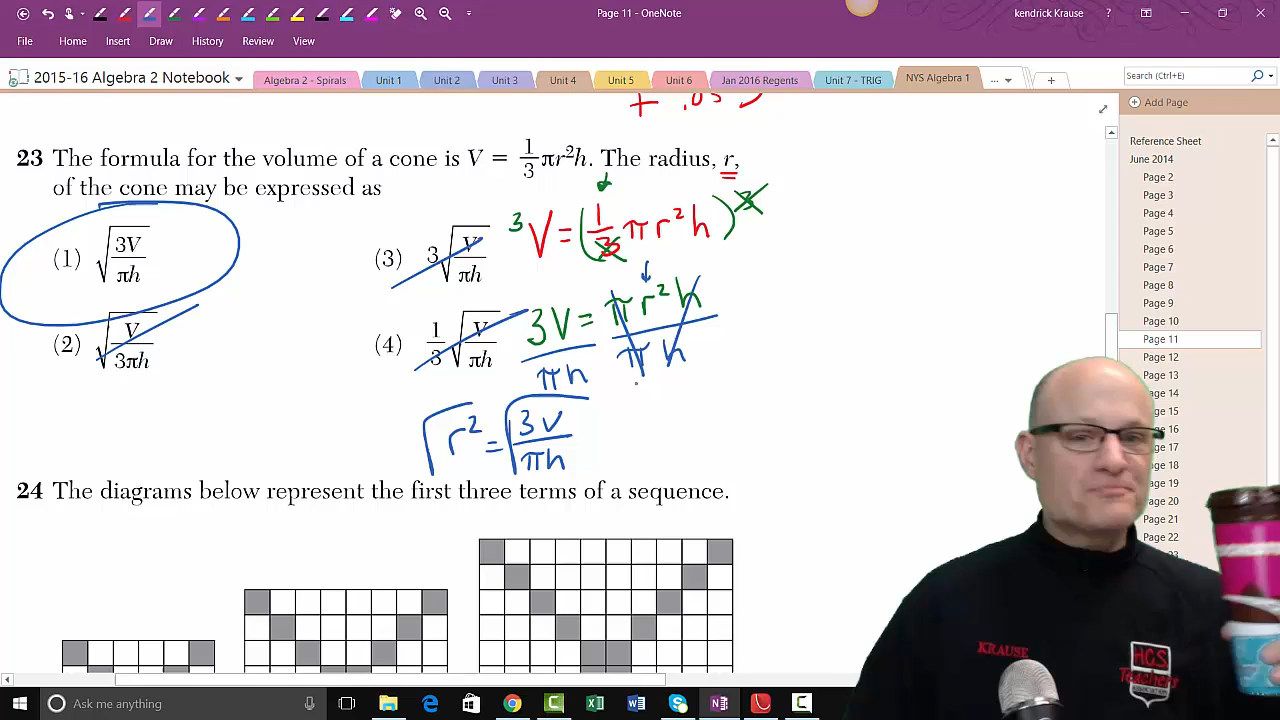 Page 11 - OneNote
kendrick Krause
?
File Home Insert Draw History Review View
2015-16 Algebra 2 Notebook
Algebra 2 - Spirals Unit 1 Unit 2 Unit 3 Unit 4 Unit 5 Unit 6 Jan 2016 Regents Unit 7 - TRIG NYS Algebra 1 ... +
Search (Ctrl+E)
Add Page
Reference Sheet
June 2014
Page 2
Page 3
Page 4
Page 5
Page 6
Page 7
Page 8
Page 9
Page 10
Page 11
Page 12
Page 13
Page 14
Page 15
Page 16
Page 17
Page 18
Page 19
Page 20
Page 21
Page 22
23 The formula for the volume of a cone is V = 1/3 πr²h. The radius, r,
of the cone may be expressed as
(1) √(3V/πh)
(2) √(V/3πh)
(3) 3√(V/πh)
(4) 1/3 √(V/πh)
3 V = (1/3 π r² h) 3
3V = π r² h
πh π h
√r² = √(3V/πh)
24 The diagrams below represent the first three terms of a sequence.
KRAUSE
H.C.S.
Teachers
Ask me anything